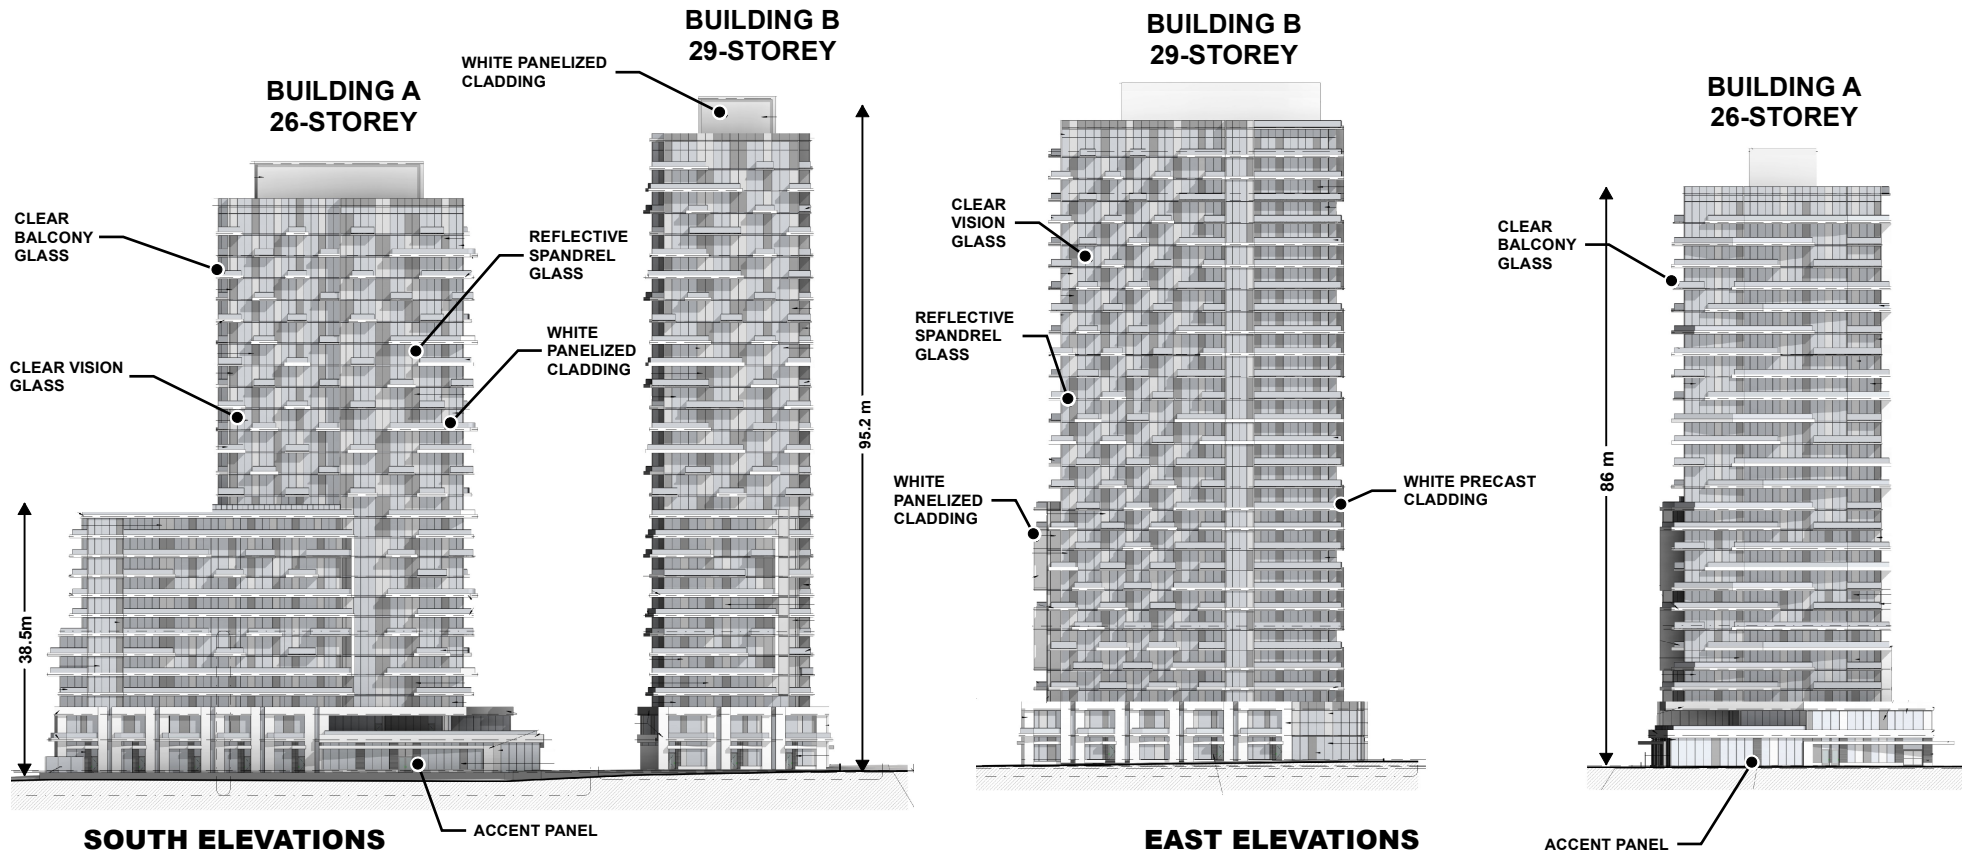 BUILDING A
26-STOREY
WHITE PANELIZED
CLADDING
BUILDING B
29-STOREY
CLEAR
BALCONY
GLASS
REFLECTIVE
SPANDREL
GLASS
CLEAR VISION
GLASS
WHITE
PANELIZED
CLADDING
38.5m
95.2 m
ACCENT PANEL
SOUTH ELEVATIONS
BUILDING B
29-STOREY
CLEAR
VISION
GLASS
REFLECTIVE
SPANDREL
GLASS
WHITE
PANELIZED
CLADDING
WHITE PRECAST
CLADDING
BUILDING A
26-STOREY
CLEAR
BALCONY
GLASS
86 m
ACCENT PANEL
EAST ELEVATIONS